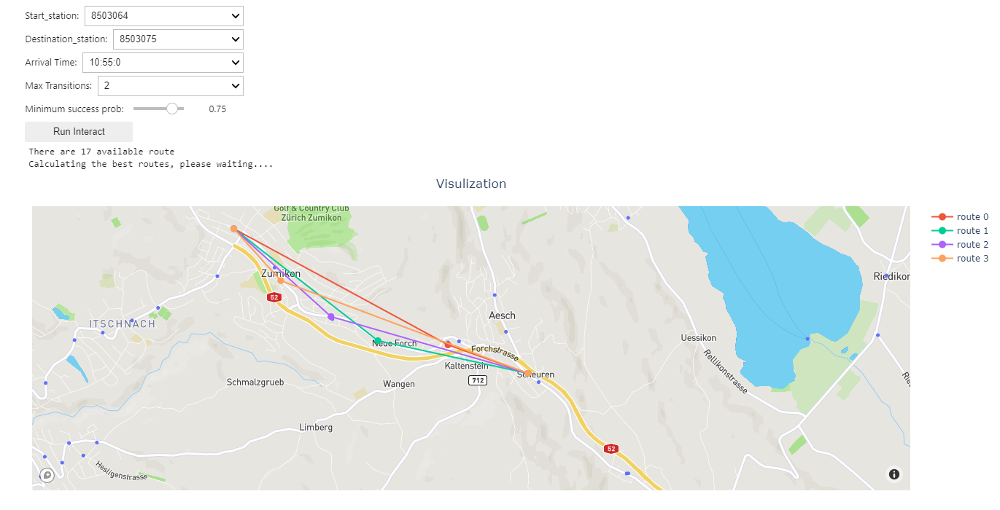 Start_station: 8503064
Destination_station: 8503075
Arrival Time: 10:55:0
Max Transitions: 2
Minimum success prob: 0.75
Run Interact
There are 17 available route
Calculating the best routes, please waiting....
Visulization
route 0
route 1
route 2
route 3
Golf & Country Club
Zürich Zumikon
Zumikon
52
Riedikon
ITSCHNACH
Aesch
Neue Forch
Uessikon
Forchstrasse
Kaltenstein
Rellikonstrasse
Scheuren
Schmalzgrueb
Wangen
712
Limberg
52